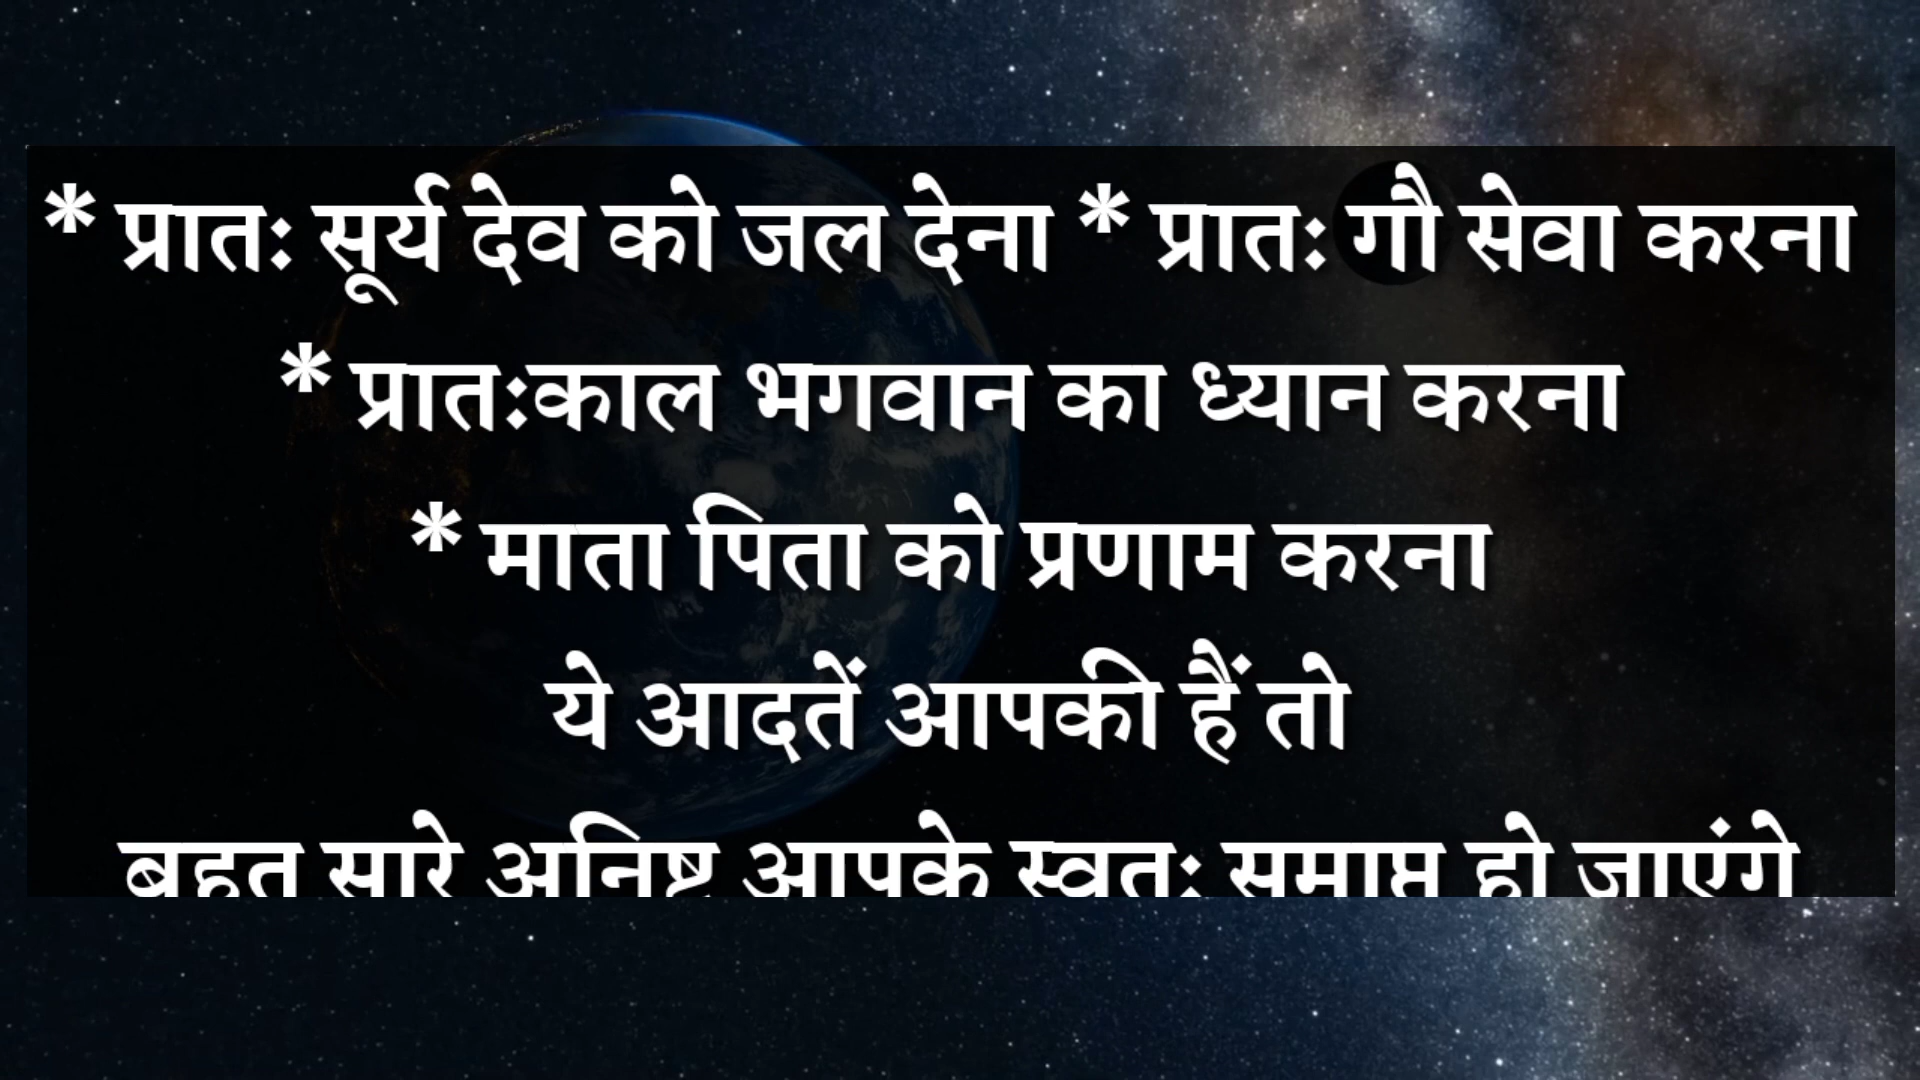 * प्रातः सूर्य देव को जल देना * प्रातः गौ सेवा करना
* प्रातःकाल भगवान का ध्यान करना
* माता पिता को प्रणाम करना
ये आदतें आपकी हैं तो
बहुत सारे अनिष्ट आपके स्वतः समाप्त हो जाएंगे